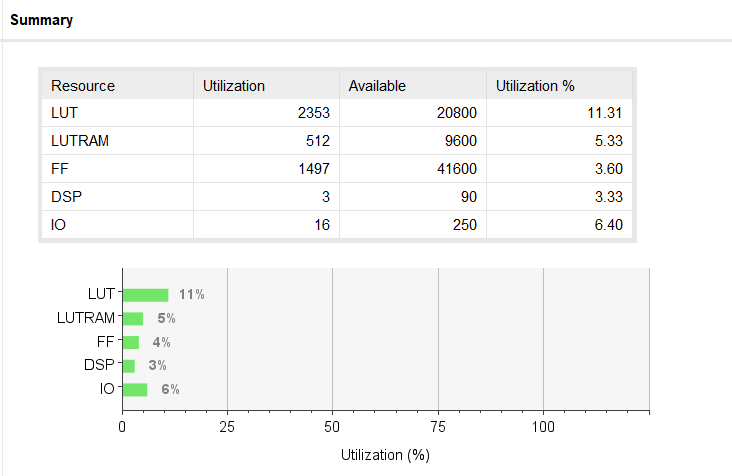 Summary
Resource Utilization Available Utilization %
LUT 2353 20800 11.31
LUTRAM 512 9600 5.33
FF 1497 41600 3.60
DSP 3 90 3.33
IO 16 250 6.40
LUT 11%
LUTRAM 5%
FF 4%
DSP 3%
IO 6%
0 25 50 75 100
Utilization (%)